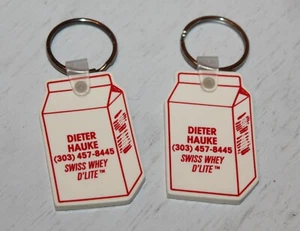 DIETER
HAUKE
(303) 457-8445
SWISS WHEY
D'LITE™
DIETER
HAUKE
(303) 457-8445
SWISS WHEY
D'LITE™